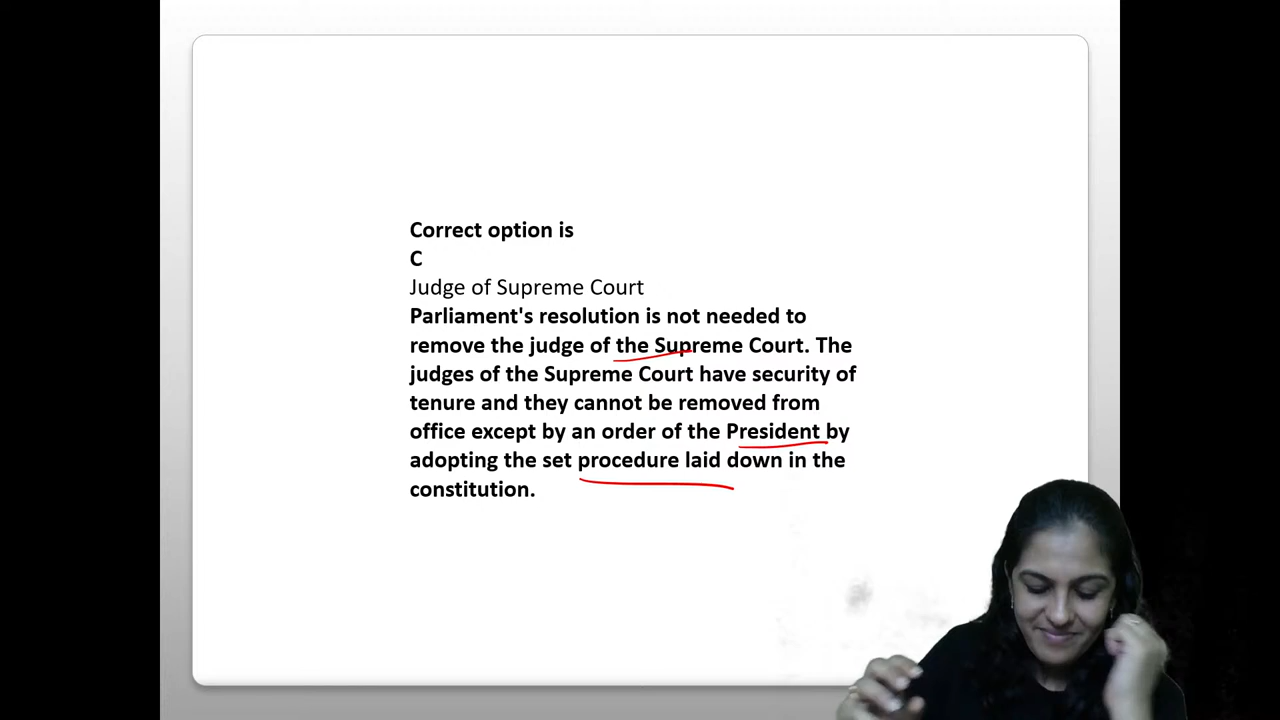 Correct option is
C
Judge of Supreme Court
Parliament's resolution is not needed to
remove the judge of the Supreme Court. The
judges of the Supreme Court have security of
tenure and they cannot be removed from
office except by an order of the President by
adopting the set procedure laid down in the
constitution.